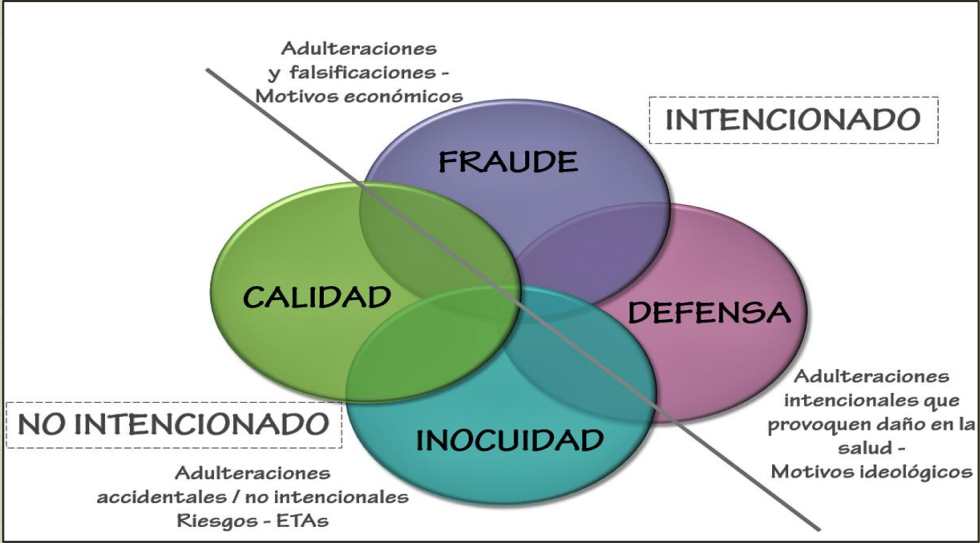 Adulteraciones
y falsificaciones -
Motivos económicos
INTENCIONADO
FRAUDE
CALIDAD
DEFENSA
INOCUIDAD
NO INTENCIONADO
Adulteraciones
accidentales / no intencionales
Riesgos - ETAs
Adulteraciones
intencionales que
provoquen daño en la
salud -
Motivos ideológicos